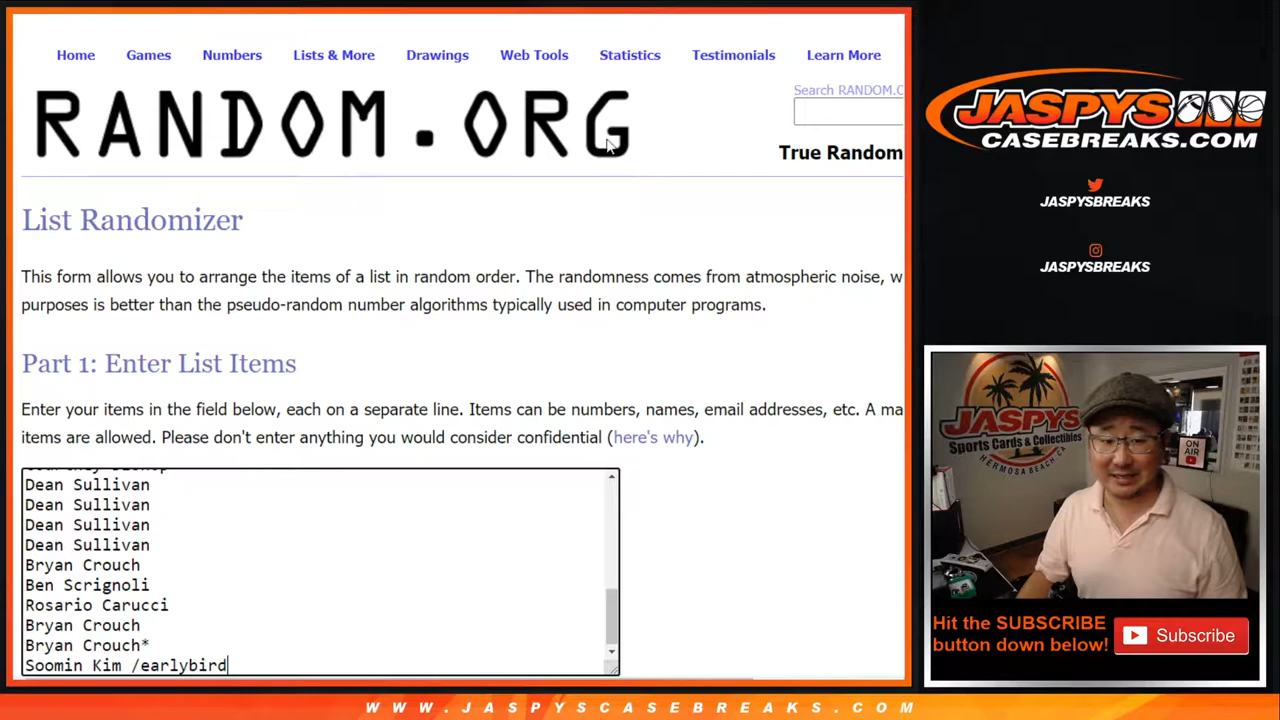 Home Games Numbers Lists & More Drawings Web Tools Statistics Testimonials Learn More
RANDOM.ORG
Search RANDOM.C
True Random
List Randomizer
This form allows you to arrange the items of a list in random order. The randomness comes from atmospheric noise, w
purposes is better than the pseudo-random number algorithms typically used in computer programs.
Part 1: Enter List Items
Enter your items in the field below, each on a separate line. Items can be numbers, names, email addresses, etc. A ma
items are allowed. Please don't enter anything you would consider confidential (here's why).
Dean Sullivan
Dean Sullivan
Dean Sullivan
Dean Sullivan
Bryan Crouch
Ben Scrignoli
Rosario Carucci
Bryan Crouch
Bryan Crouch*
Soomin Kim /earlybird
JASPYS
CASEBREAKS.COM
JASPYSBREAKS
JASPYSBREAKS
JASPYS
Sports Cards & Collectibles
HERMOSA BEACH CA
ON AIR
Hit the SUBSCRIBE
button down below!
Subscribe
WWW.JASPYSCASEBREAKS.COM